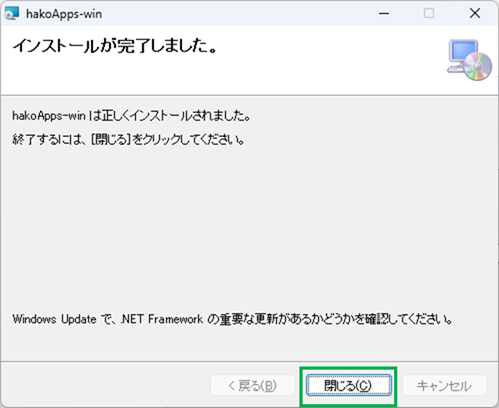 hakoApps-win
インストールが完了しました。
hakoApps-win は正しくインストールされました。
終了するには、[閉じる]をクリックしてください。
Windows Update で、.NET Framework の重要な更新があるかどうかを確認してください。
< 戻る(B) 閉じる(C) キャンセル